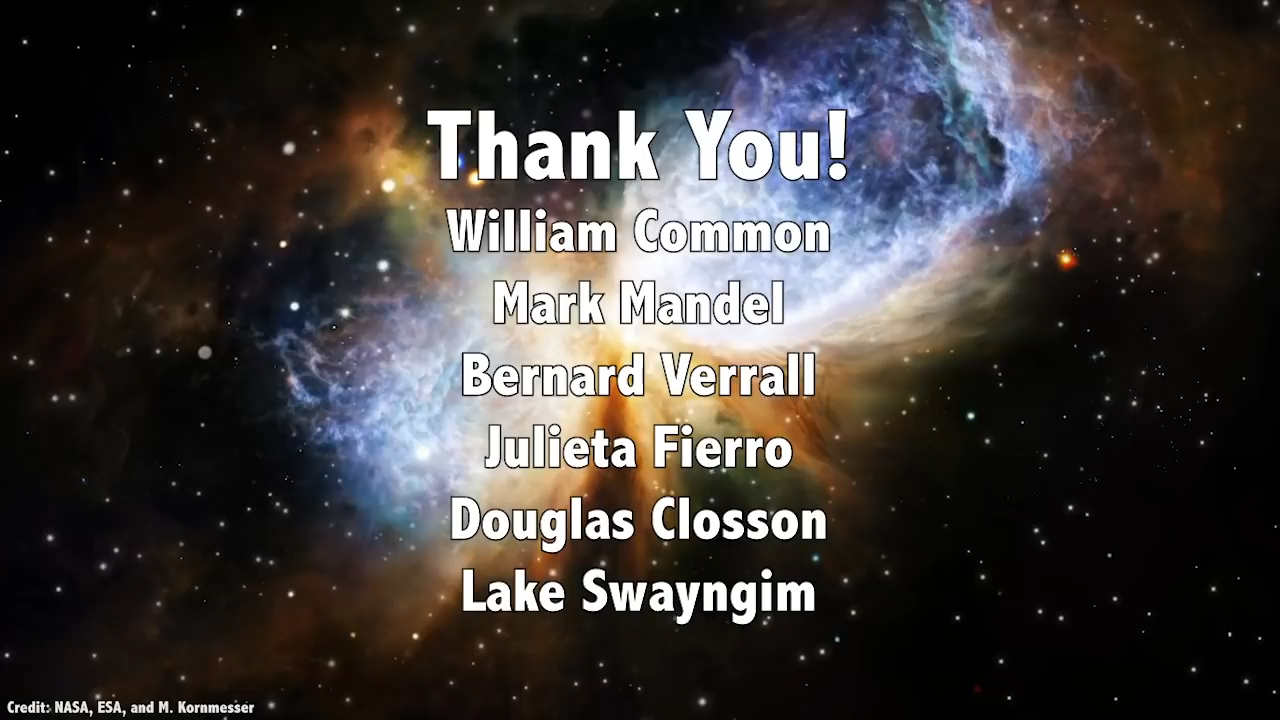 Thank You!
William Common
Mark Mandel
Bernard Verrall
Julieta Fierro
Douglas Closson
Lake Swayngim
Credit: NASA, ESA, and M. Kornmesser